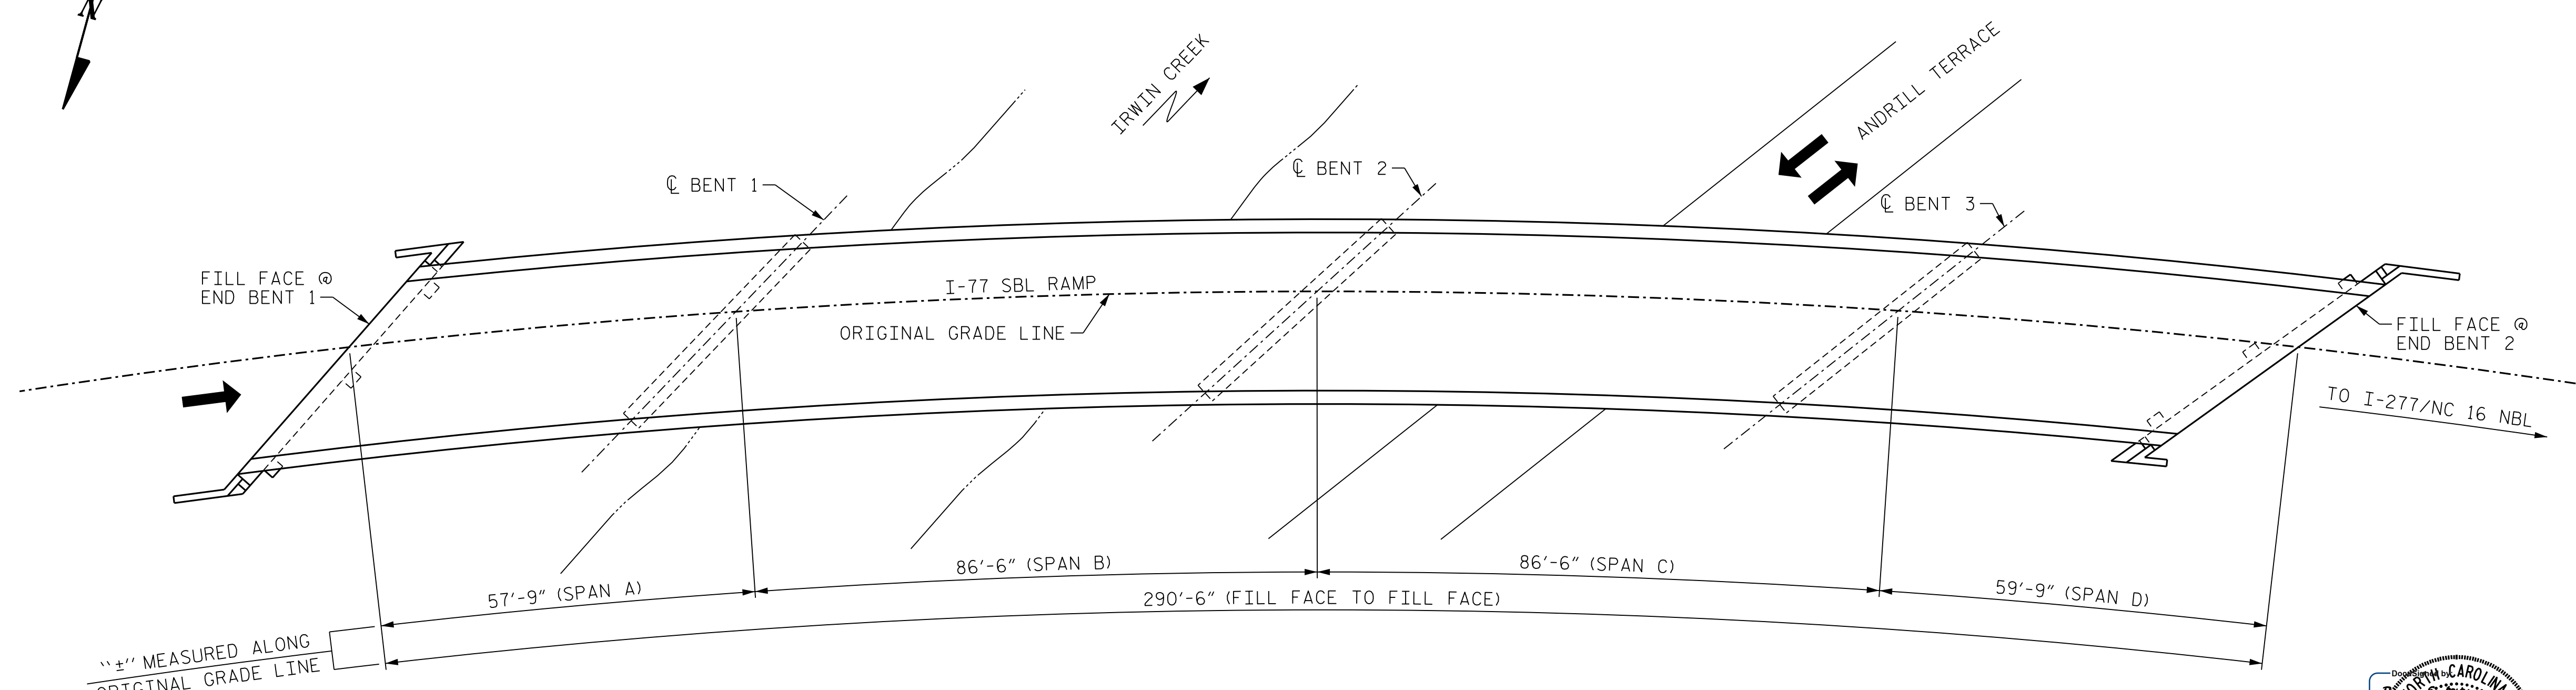 N
IRWIN CREEK
ANDRILL TERRACE
℄ BENT 1
℄ BENT 2
℄ BENT 3
FILL FACE @
END BENT 1
I-77 SBL RAMP
ORIGINAL GRADE LINE
FILL FACE @
END BENT 2
TO I-277/NC 16 NBL
57'-9" (SPAN A)
86'-6" (SPAN B)
86'-6" (SPAN C)
59'-9" (SPAN D)
290'-6" (FILL FACE TO FILL FACE)
"±" MEASURED ALONG
ORIGINAL GRADE LINE
NORTH CAROLINA